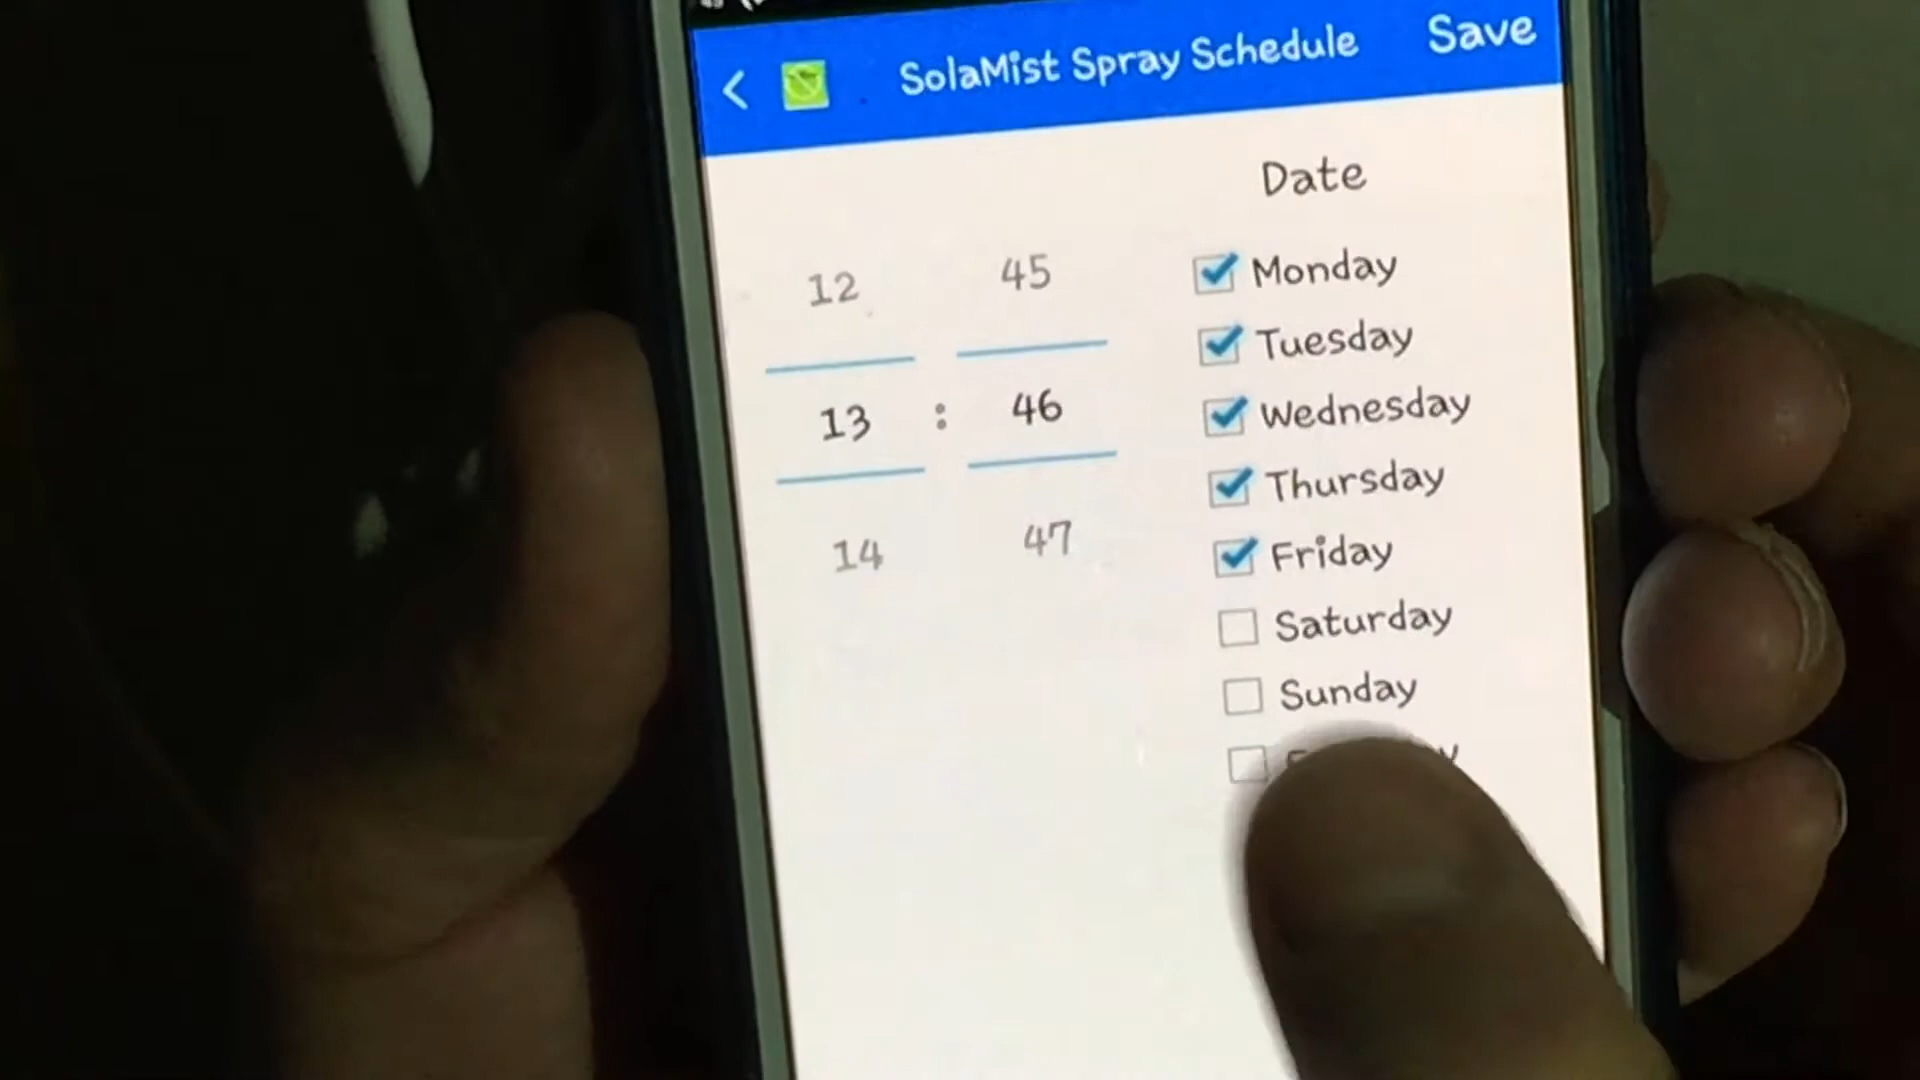 SolaMist Spray Schedule Save
Date
12 45
13 : 46
14 47
Monday
Tuesday
Wednesday
Thursday
Friday
Saturday
Sunday